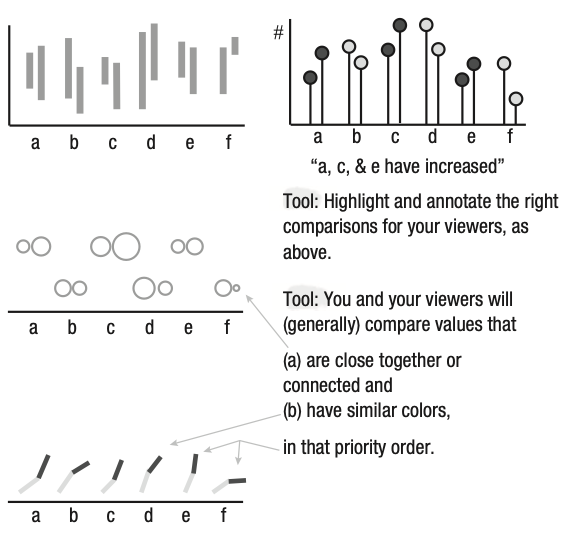 #
a b c d e f
a b c d e f
“a, c, & e have increased”
Tool: Highlight and annotate the right
comparisons for your viewers, as
above.
Tool: You and your viewers will
(generally) compare values that
a b c d e f
(a) are close together or
connected and
(b) have similar colors,
in that priority order.
a b c d e f